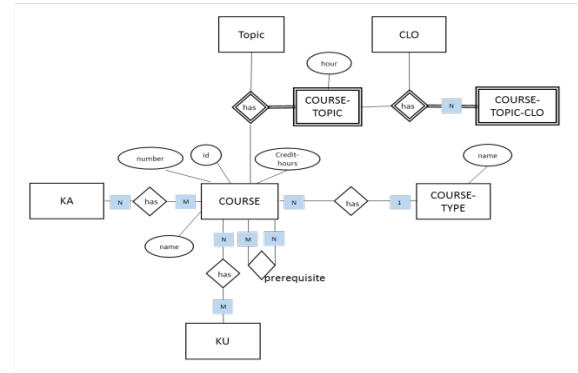 Topic
CLO
hour
has
COURSE-
TOPIC
has
N
COURSE-
TOPIC-CLO
number
id
Credit-
hours
name
KA
N
has
M
COURSE
N
has
1
COURSE-
TYPE
name
N
M
N
has
prerequisite
M
KU